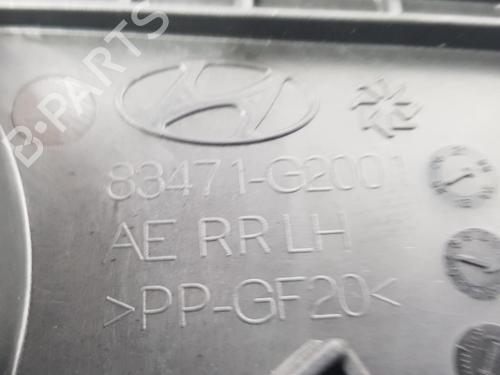 B-PARTS
83471-G2001
AE RR LH
>PP-GF20<